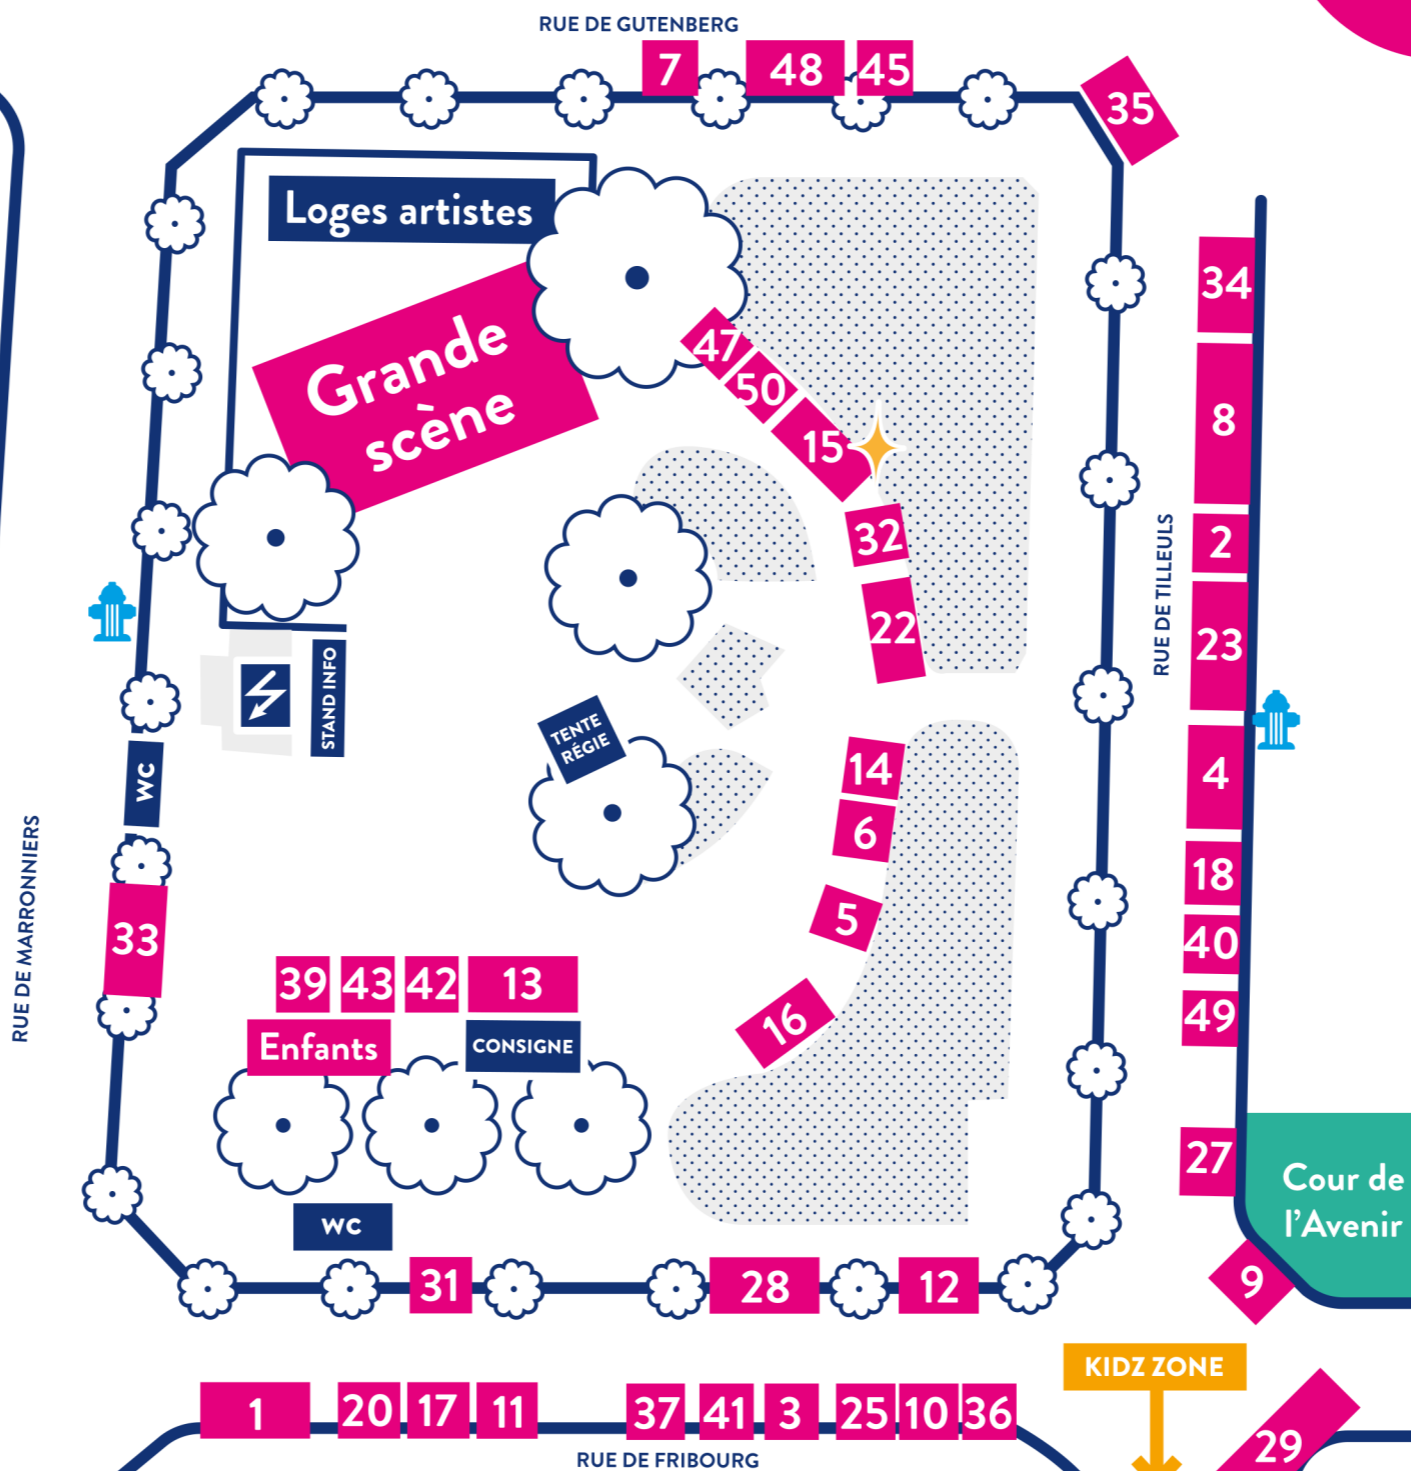 RUE DE GUTENBERG
7
48
45
35
Loges artistes
Grande
scène
47
50
15
32
22
34
8
2
23
4
18
40
49
27
RUE DE TILLEULS
STAND INFO
TENTE
RÉGIE
14
6
5
16
WC
33
RUE DE MARRONNIERS
39
43
42
13
Enfants
CONSIGNE
WC
31
28
12
Cour de
l'Avenir
9
KIDZ ZONE
1
20
17
11
37
41
3
25
10
36
29
RUE DE FRIBOURG